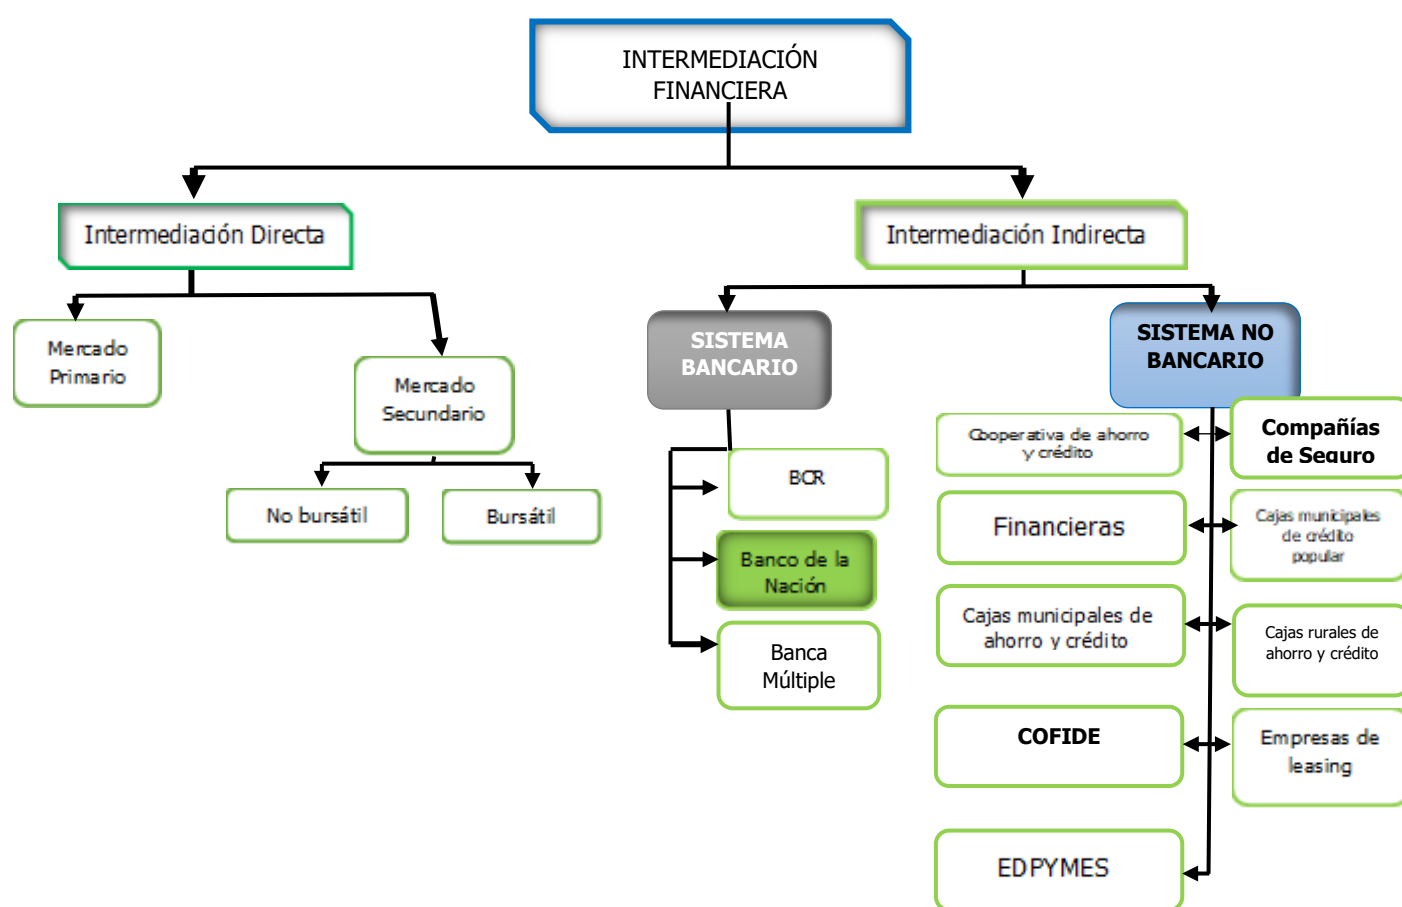 INTERMEDIACIÓN
FINANCIERA
Intermediación Directa
Intermediación Indirecta
Mercado
Primario
Mercado
Secundario
No bursátil
Bursátil
SISTEMA
BANCARIO
BCR
Banco de la
Nación
Banca
Múltiple
SISTEMA NO
BANCARIO
Cooperativa de ahorro
y crédito
Compañías
de Seguro
Financieras
Cajas municipales
de crédito
popular
Cajas municipales de
ahorro y crédito
Cajas rurales de
ahorro y crédito
COFIDE
Empresas de
leasing
EDPYMES